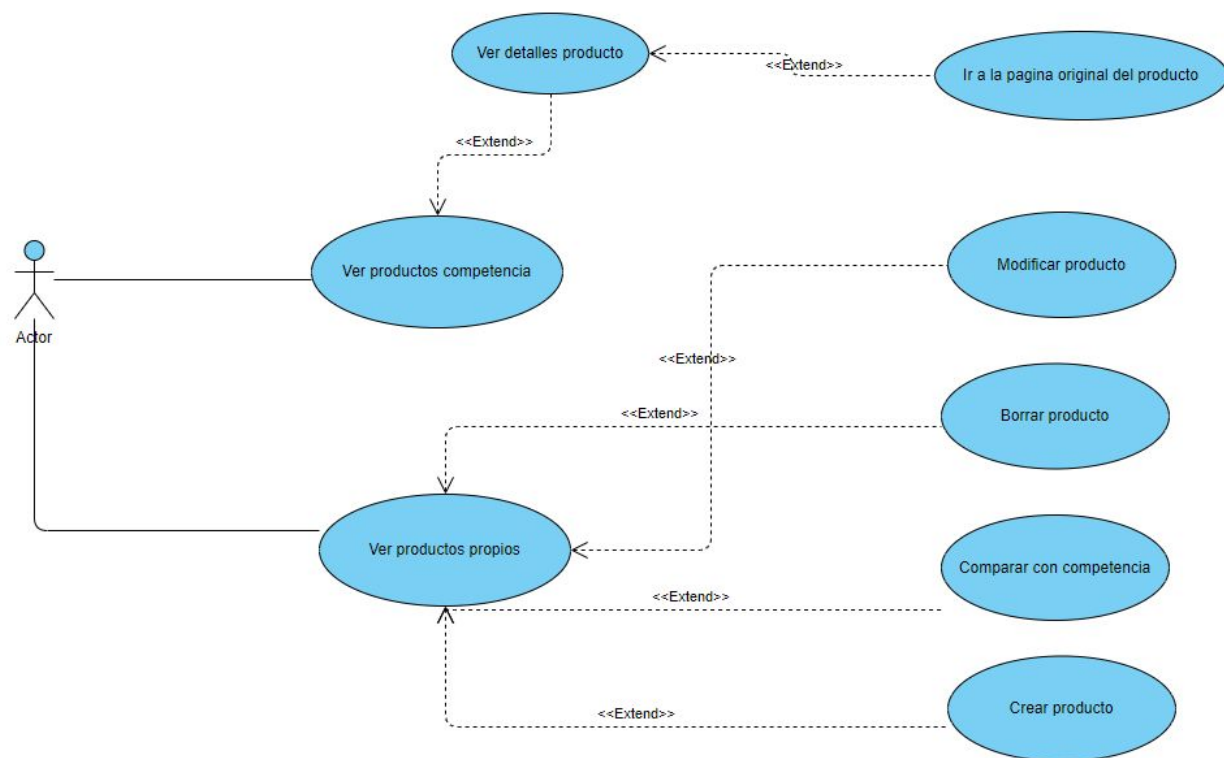 Ver detalles producto
<<Extend>>
Ir a la pagina original del producto
<<Extend>>
Ver productos competencia
Modificar producto
Actor
<<Extend>>
<<Extend>>
Borrar producto
Ver productos propios
Comparar con competencia
<<Extend>>
Crear producto
<<Extend>>